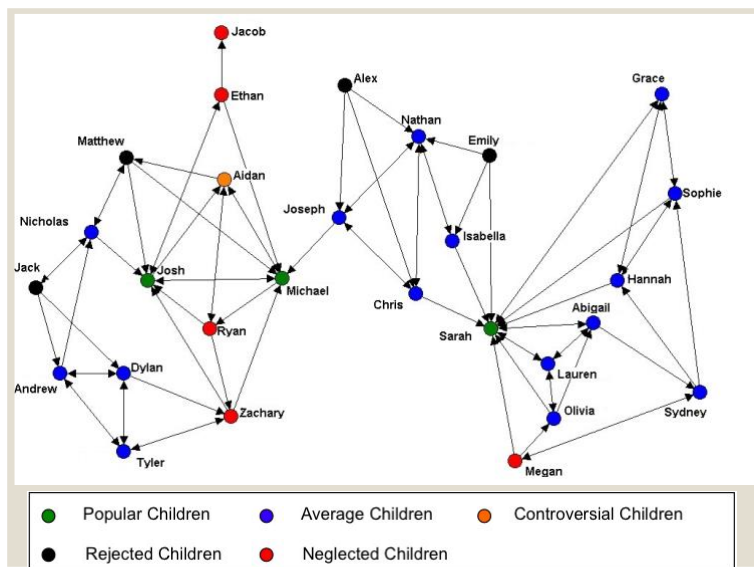 Jacob
Alex
Grace
Ethan
Nathan
Matthew
Emily
Aidan
Sophie
Joseph
Nicholas
Isabella
Jack
Josh
Michael
Hannah
Chris
Abigail
Ryan
Sarah
Dylan
Lauren
Andrew
Zachary
Olivia
Sydney
Tyler
Megan
Popular Children
Average Children
Controversial Children
Rejected Children
Neglected Children